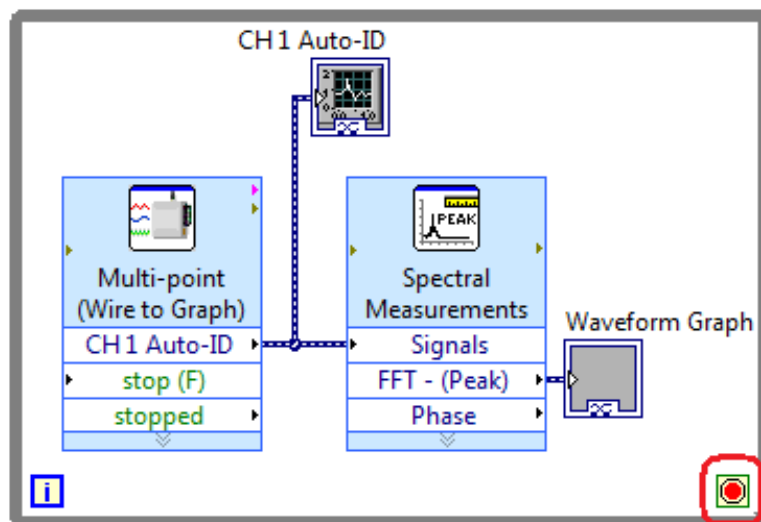 CH 1 Auto-ID
PEAK
Multi-point
(Wire to Graph)
CH 1 Auto-ID
stop (F)
stopped
Spectral
Measurements
Signals
FFT - (Peak)
Phase
Waveform Graph
i